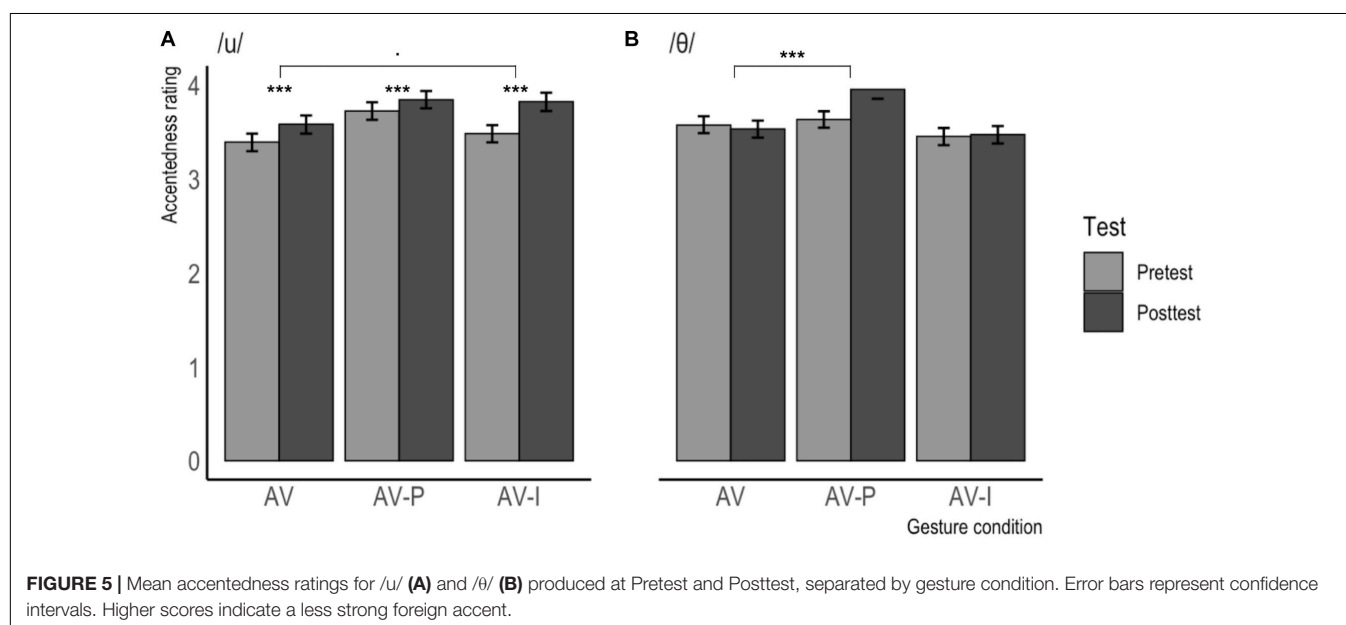 A /u/
B /θ/
.
***
*** *** ***
Accentedness rating
4
3
2
1
0
AV AV-P AV-I
AV AV-P AV-I
Gesture condition
Test
Pretest
Posttest
FIGURE 5 | Mean accentedness ratings for /u/ (A) and /θ/ (B) produced at Pretest and Posttest, separated by gesture condition. Error bars represent confidence
intervals. Higher scores indicate a less strong foreign accent.